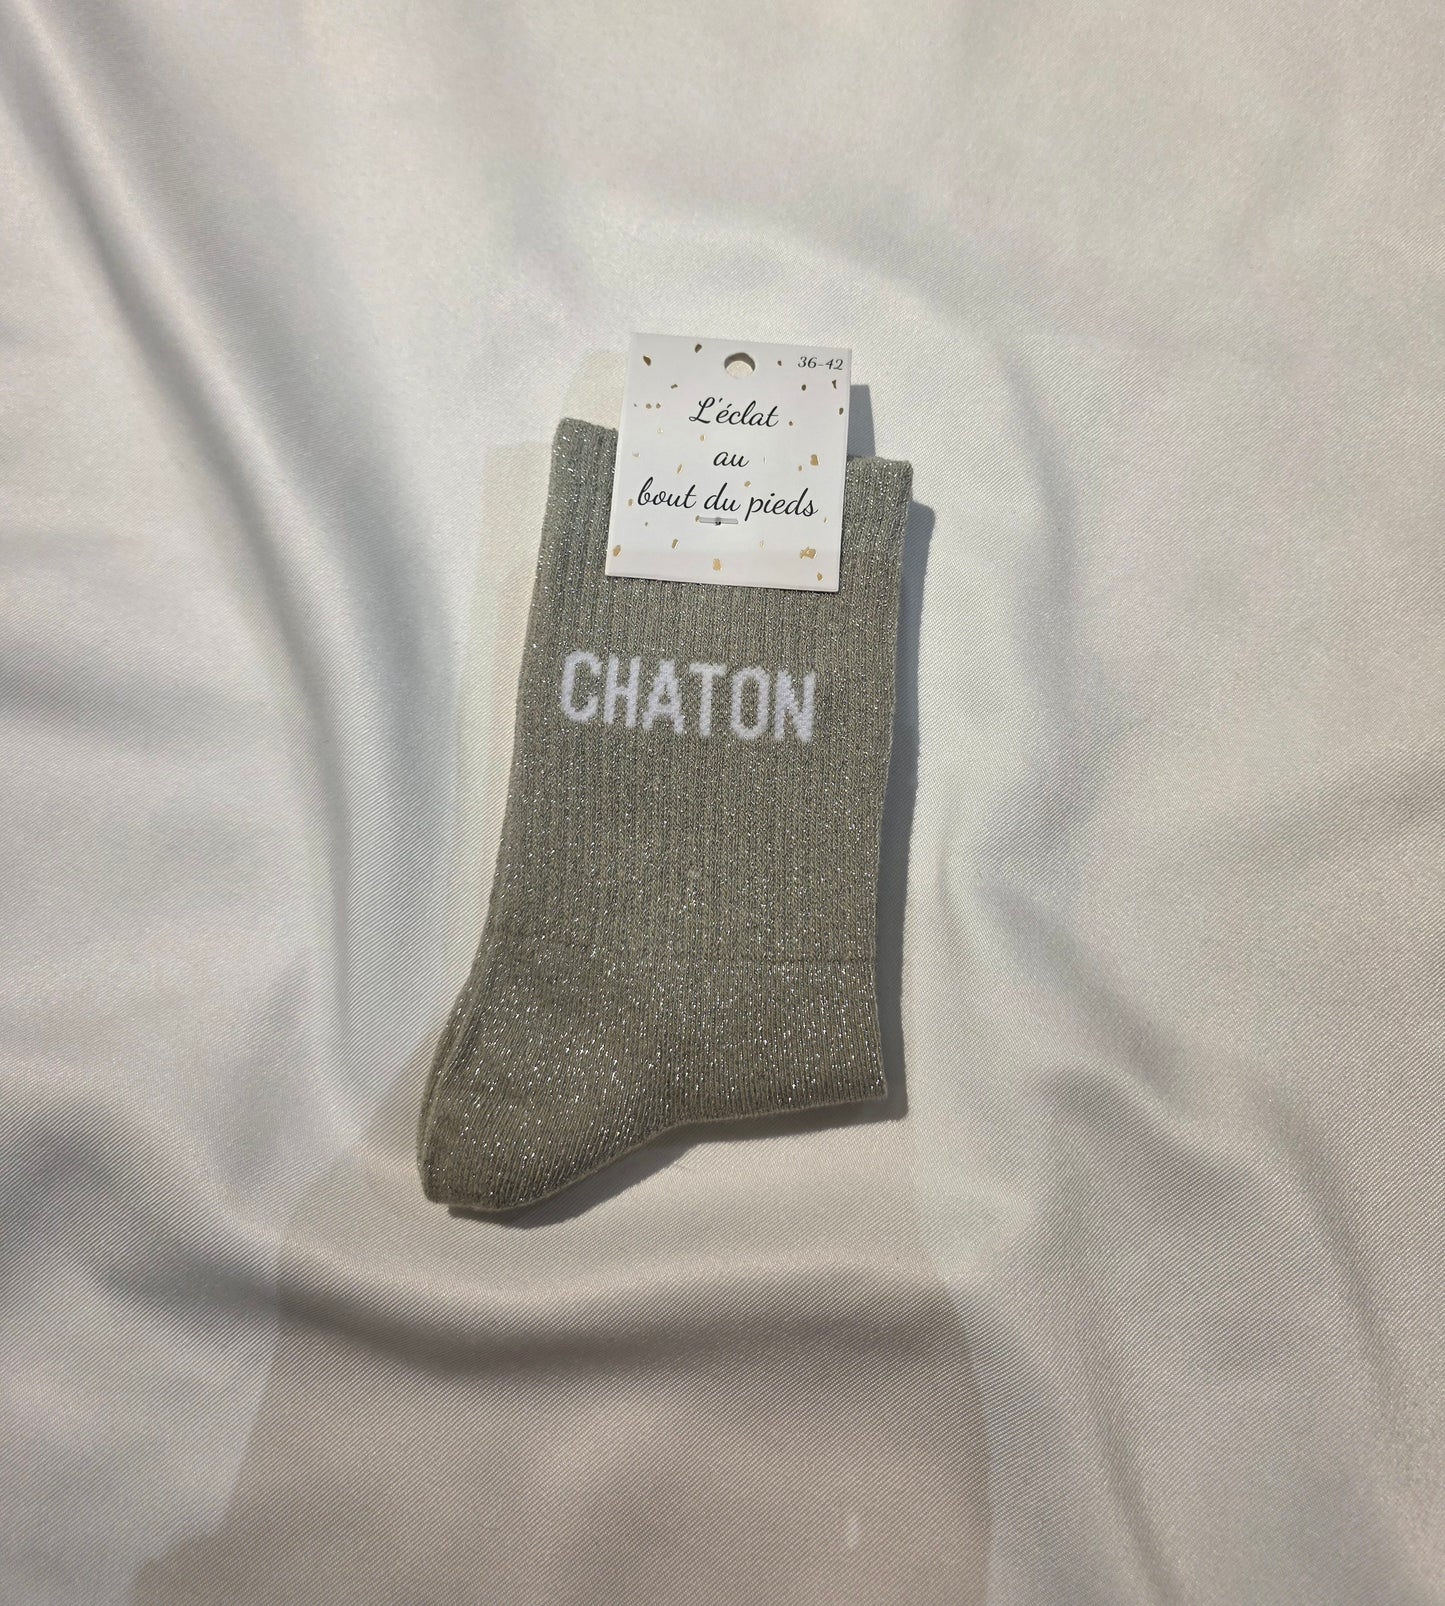 36-42
L'éclat
au
bout du pieds
CHATON